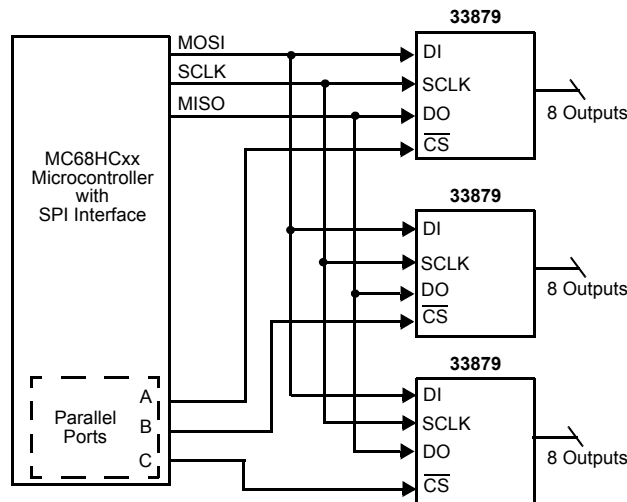 33879
MOSI
DI
SCLK
SCLK
MISO
DO
8 Outputs
CS
MC68HCxx
Microcontroller
with
SPI Interface
33879
DI
SCLK
DO
8 Outputs
CS
33879
A
DI
Parallel
Ports
B
SCLK
DO
8 Outputs
C
CS